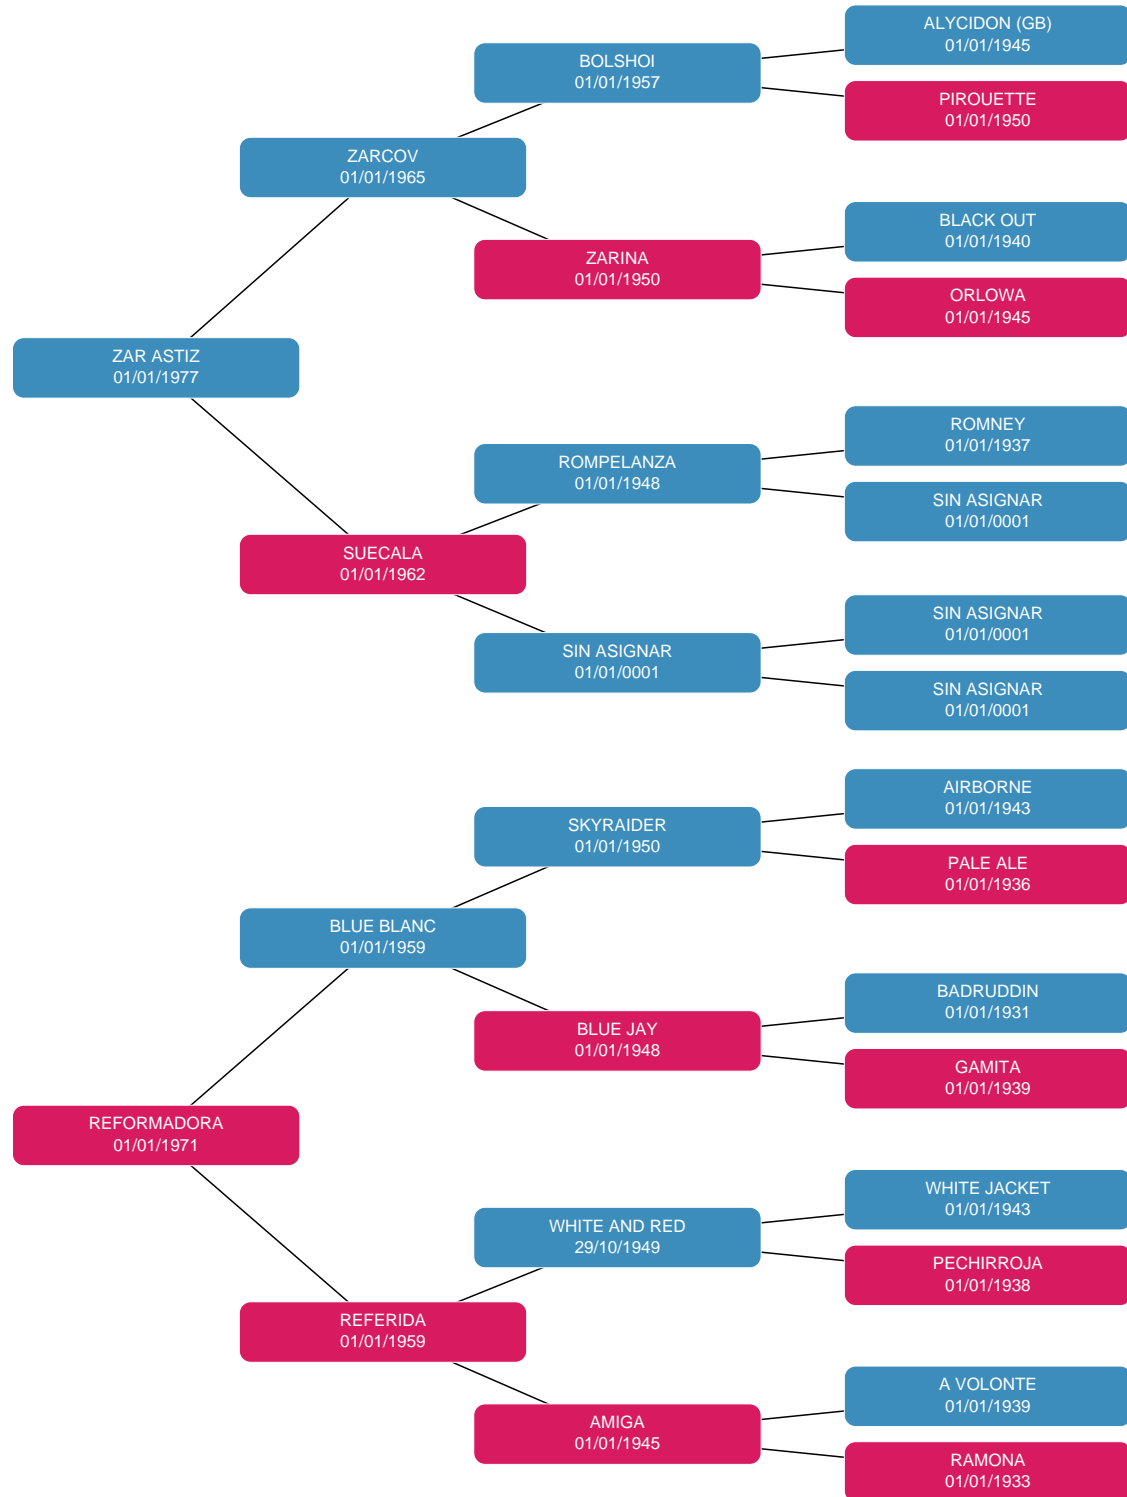 ALYCIDON (GB)
01/01/1945
BOLSHOI
01/01/1957
PIROUETTE
01/01/1950
ZARCOV
01/01/1965
BLACK OUT
01/01/1940
ZARINA
01/01/1950
ORLOWA
01/01/1945
ZAR ASTIZ
01/01/1977
ROMNEY
01/01/1937
ROMPELANZA
01/01/1948
SIN ASIGNAR
01/01/0001
SUECALA
01/01/1962
SIN ASIGNAR
01/01/0001
SIN ASIGNAR
01/01/0001
SIN ASIGNAR
01/01/0001
AIRBORNE
01/01/1943
SKYRAIDER
01/01/1950
PALE ALE
01/01/1936
BLUE BLANC
01/01/1959
BADRUDDIN
01/01/1931
BLUE JAY
01/01/1948
GAMITA
01/01/1939
REFORMADORA
01/01/1971
WHITE JACKET
01/01/1943
WHITE AND RED
29/10/1949
PECHIRROJA
01/01/1938
REFERIDA
01/01/1959
A VOLONTE
01/01/1939
AMIGA
01/01/1945
RAMONA
01/01/1933